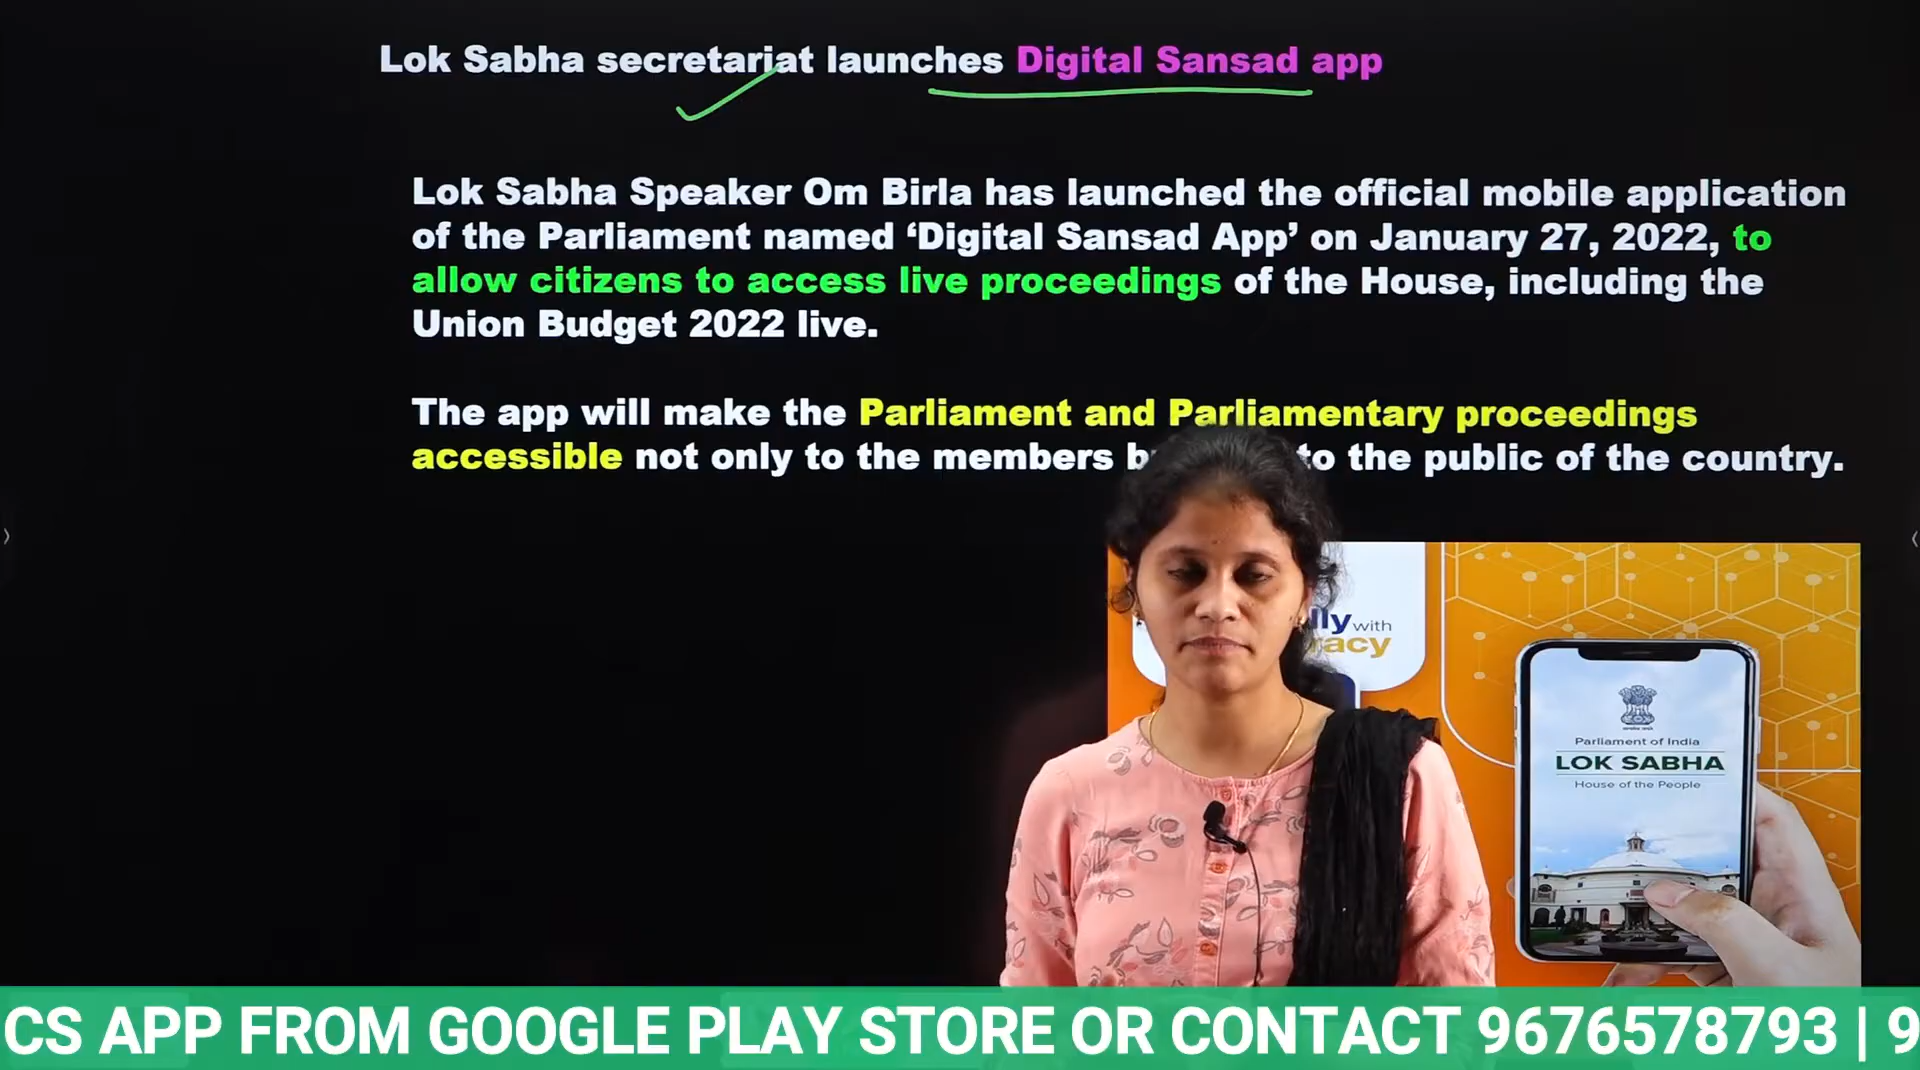 Lok Sabha secretariat launches Digital Sansad app
Lok Sabha Speaker Om Birla has launched the official mobile application
of the Parliament named ‘Digital Sansad App’ on January 27, 2022, to
allow citizens to access live proceedings of the House, including the
Union Budget 2022 live.
The app will make the Parliament and Parliamentary proceedings
accessible not only to the members to the public of the country.
with
Parliament of India
LOK SABHA
House of the People
CS APP FROM GOOGLE PLAY STORE OR CONTACT 9676578793 | 9